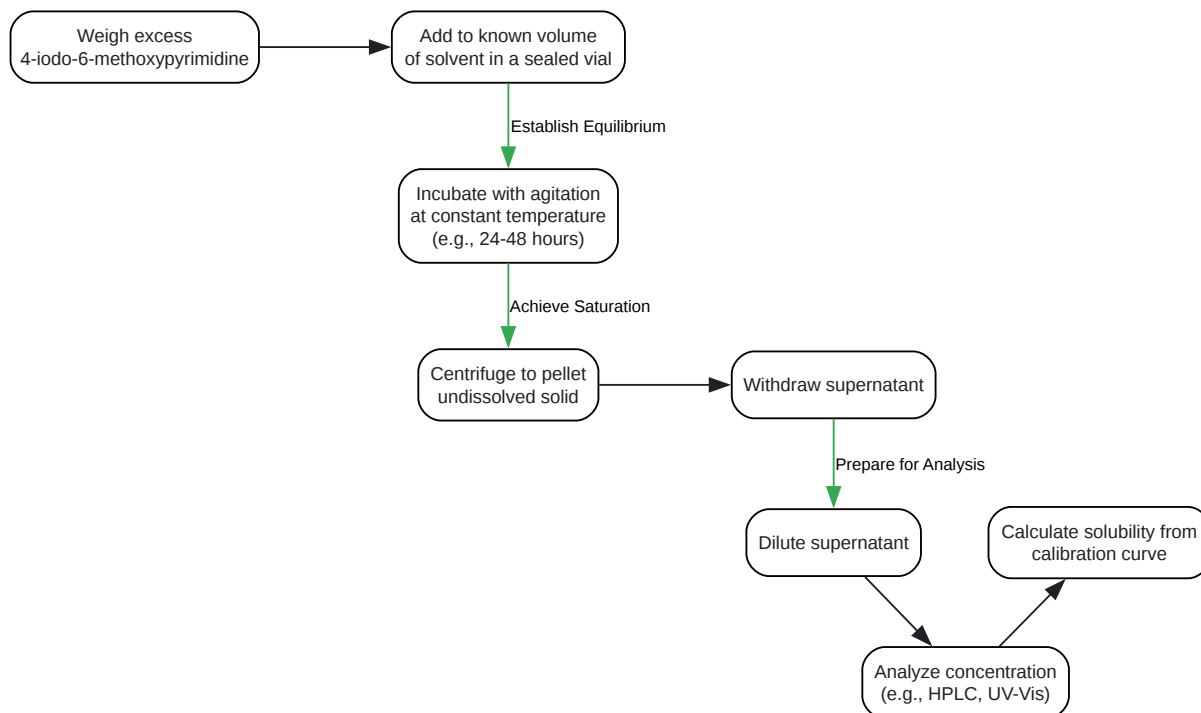 Weigh excess
4-iodo-6-methoxypyrimidine
Add to known volume
of solvent in a sealed vial
Establish Equilibrium
Incubate with agitation
at constant temperature
(e.g., 24-48 hours)
Achieve Saturation
Centrifuge to pellet
undissolved solid
Withdraw supernatant
Prepare for Analysis
Dilute supernatant
Analyze concentration
(e.g., HPLC, UV-Vis)
Calculate solubility from
calibration curve